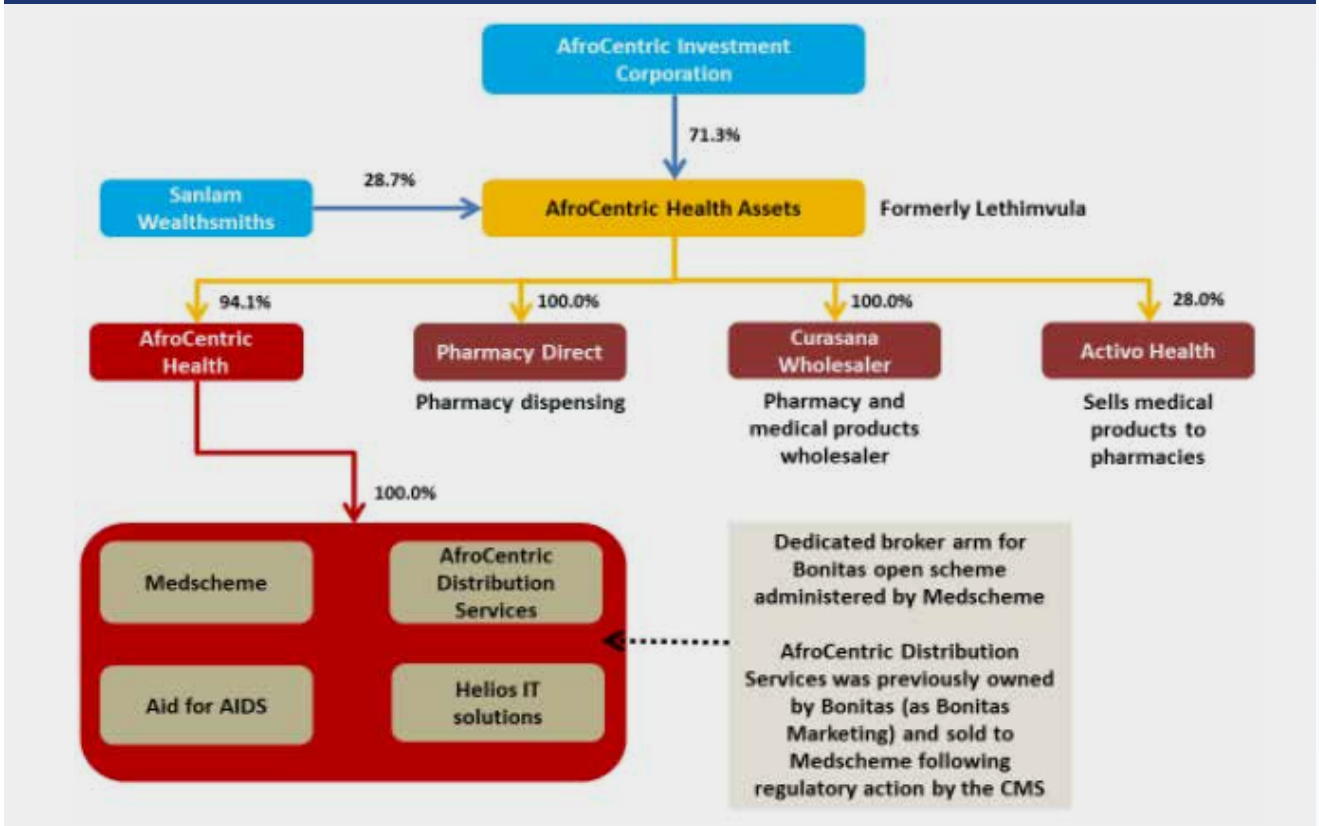 AfroCentric Investment
Corporation
71.3%
28.7%
Sanlam
Wealthsmiths
AfroCentric Health Assets
Formerly Lethimvula
94.1%
100.0%
100.0%
28.0%
AfroCentric
Health
Pharmacy Direct
Curasana
Wholesaler
Activo Health
Pharmacy dispensing
Pharmacy and
medical products
wholesaler
Sells medical
products to
pharmacies
100.0%
Medscheme
AfroCentric
Distribution
Services
Aid for AIDS
Helios IT
solutions
Dedicated broker arm for
Bonitas open scheme
administered by Medscheme
AfroCentric Distribution
Services was previously owned
by Bonitas (as Bonitas
Marketing) and sold to
Medscheme following
regulatory action by the CMS